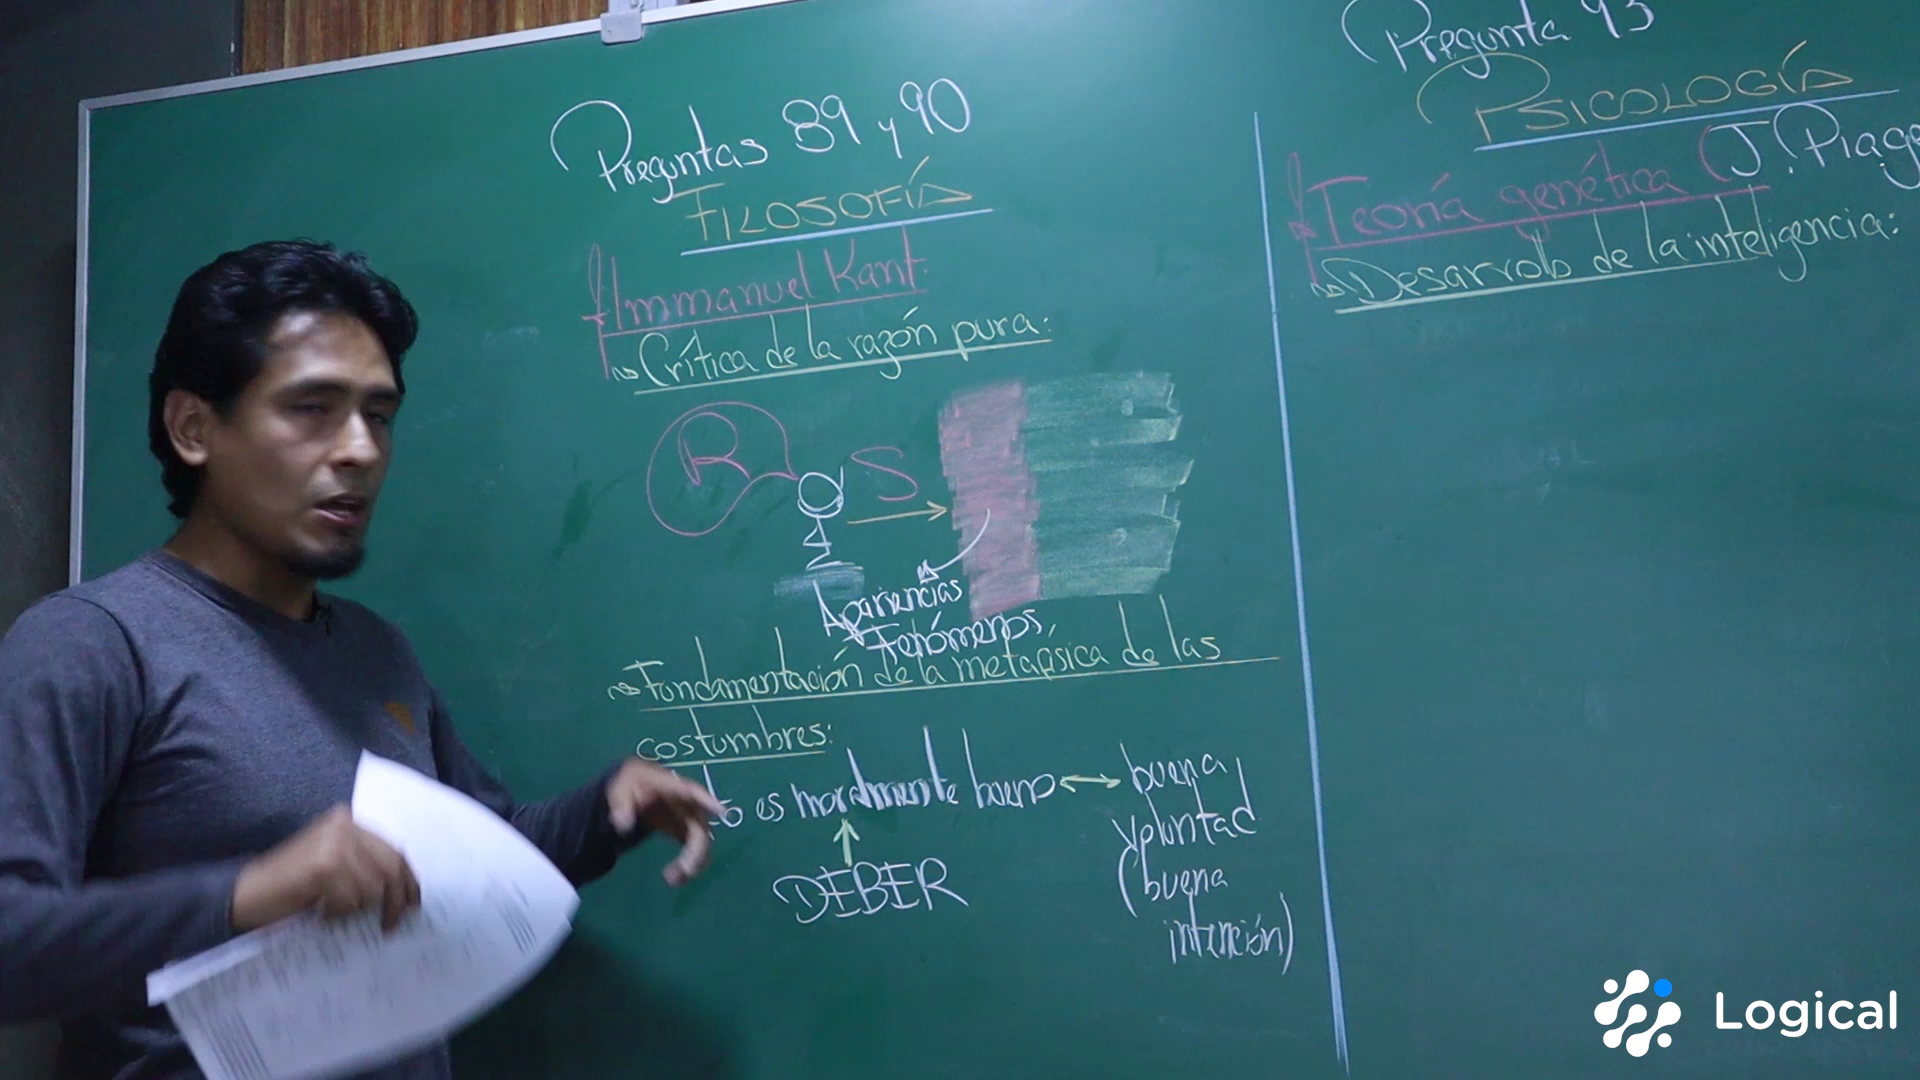 Preguntas 89 y 90
FILOSOFÍA
Immanuel Kant:
Crítica de la razón pura:
R
S
Apariencias
Fenómenos
Fundamentación de la metafísica de las
costumbres:
es moralmente bueno ↔ buena
voluntad
(buena
intención)
DEBER
Pregunta 93
PSICOLOGÍA
Teoría genética (J. Piage
Desarrollo de la inteligencia:
Logical